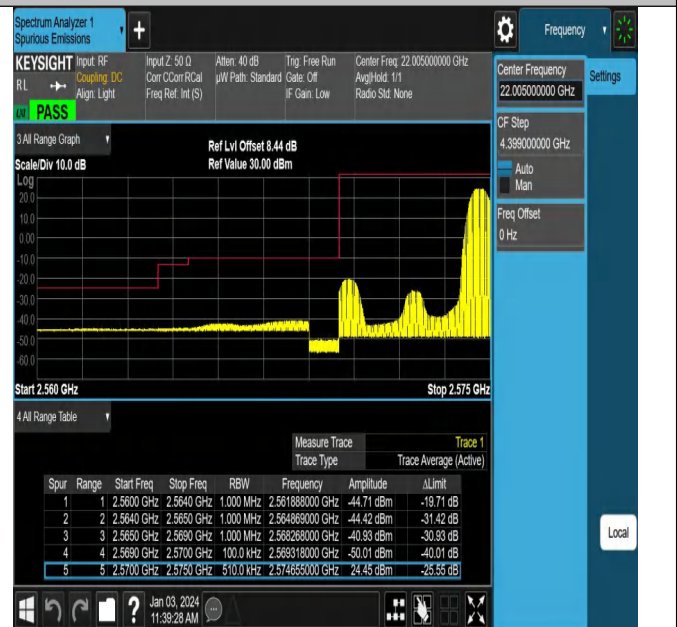 Spectrum Analyzer 1
Spurious Emissions
+
Frequency
KEYSIGHT Input: RF Input Z: 50 Ω Atten: 40 dB Trig: Free Run Center Freq: 22.005000000 GHz
RL Coupling: DC Corr CCorr RCal µW Path: Standard Gate: Off Avg|Hold: 1/1
Align: Light Freq Ref: Int (S) IF Gain: Low Radio Std: None
PASS
Center Frequency
22.005000000 GHz
Settings
CF Step
4.399000000 GHz
Auto
Man
Freq Offset
0 Hz
3 All Range Graph
Ref Lvl Offset 8.44 dB
Scale/Div 10.0 dB Ref Value 30.00 dBm
Log
20.0
10.0
0.00
-10.0
-20.0
-30.0
-40.0
-50.0
-60.0
Start 2.560 GHz Stop 2.575 GHz
4 All Range Table
Measure Trace Trace 1
Trace Type Trace Average (Active)
Spur Range Start Freq Stop Freq RBW Frequency Amplitude ΔLimit
1 1 2.5600 GHz 2.5640 GHz 1.000 MHz 2.561888000 GHz -44.71 dBm -19.71 dB
2 2 2.5640 GHz 2.5650 GHz 1.000 MHz 2.564869000 GHz -44.42 dBm -31.42 dB
3 3 2.5650 GHz 2.5690 GHz 1.000 MHz 2.568268000 GHz -40.93 dBm -30.93 dB
4 4 2.5690 GHz 2.5700 GHz 100.0 kHz 2.569318000 GHz -50.01 dBm -40.01 dB
5 5 2.5700 GHz 2.5750 GHz 510.0 kHz 2.574655000 GHz 24.45 dBm -25.55 dB
Local
?
Jan 03, 2024
11:39:28 AM